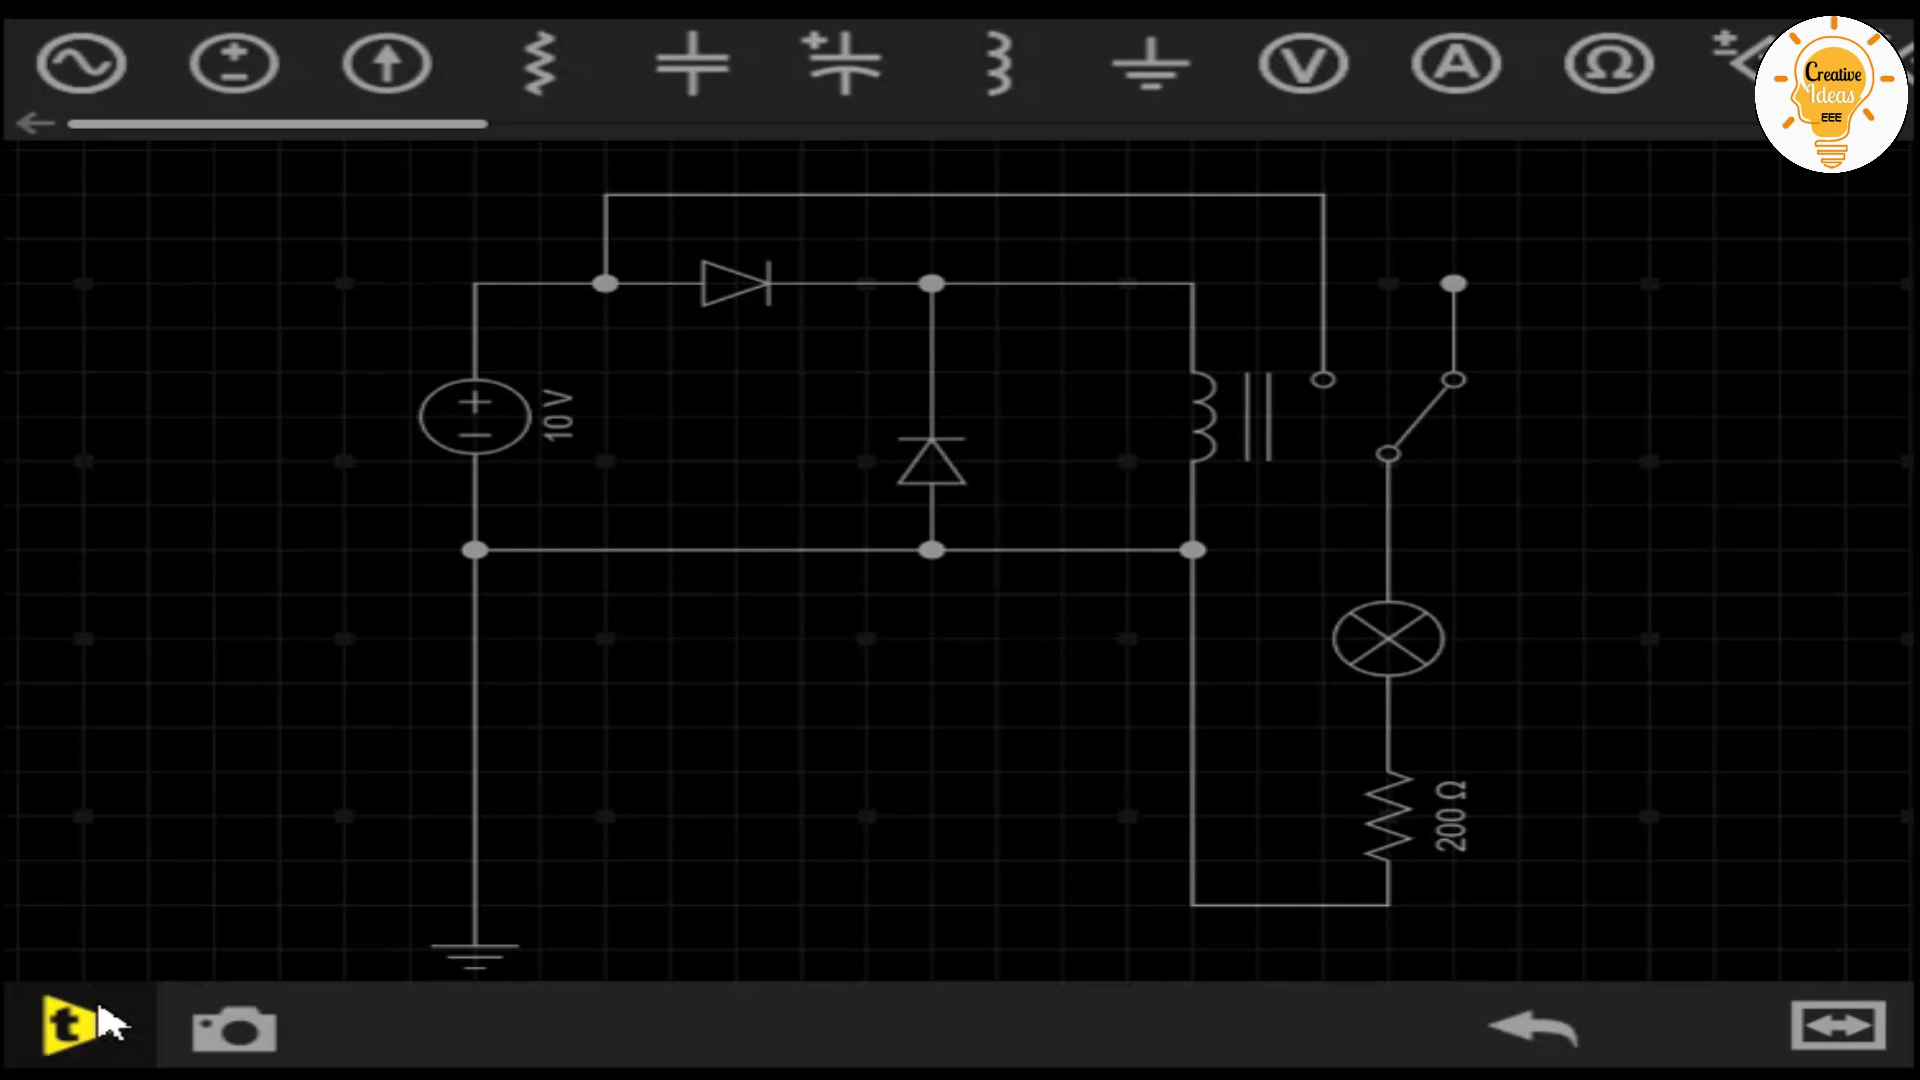 V
A
Ω
Creative
Ideas
EEE
10 V
200 Ω
t